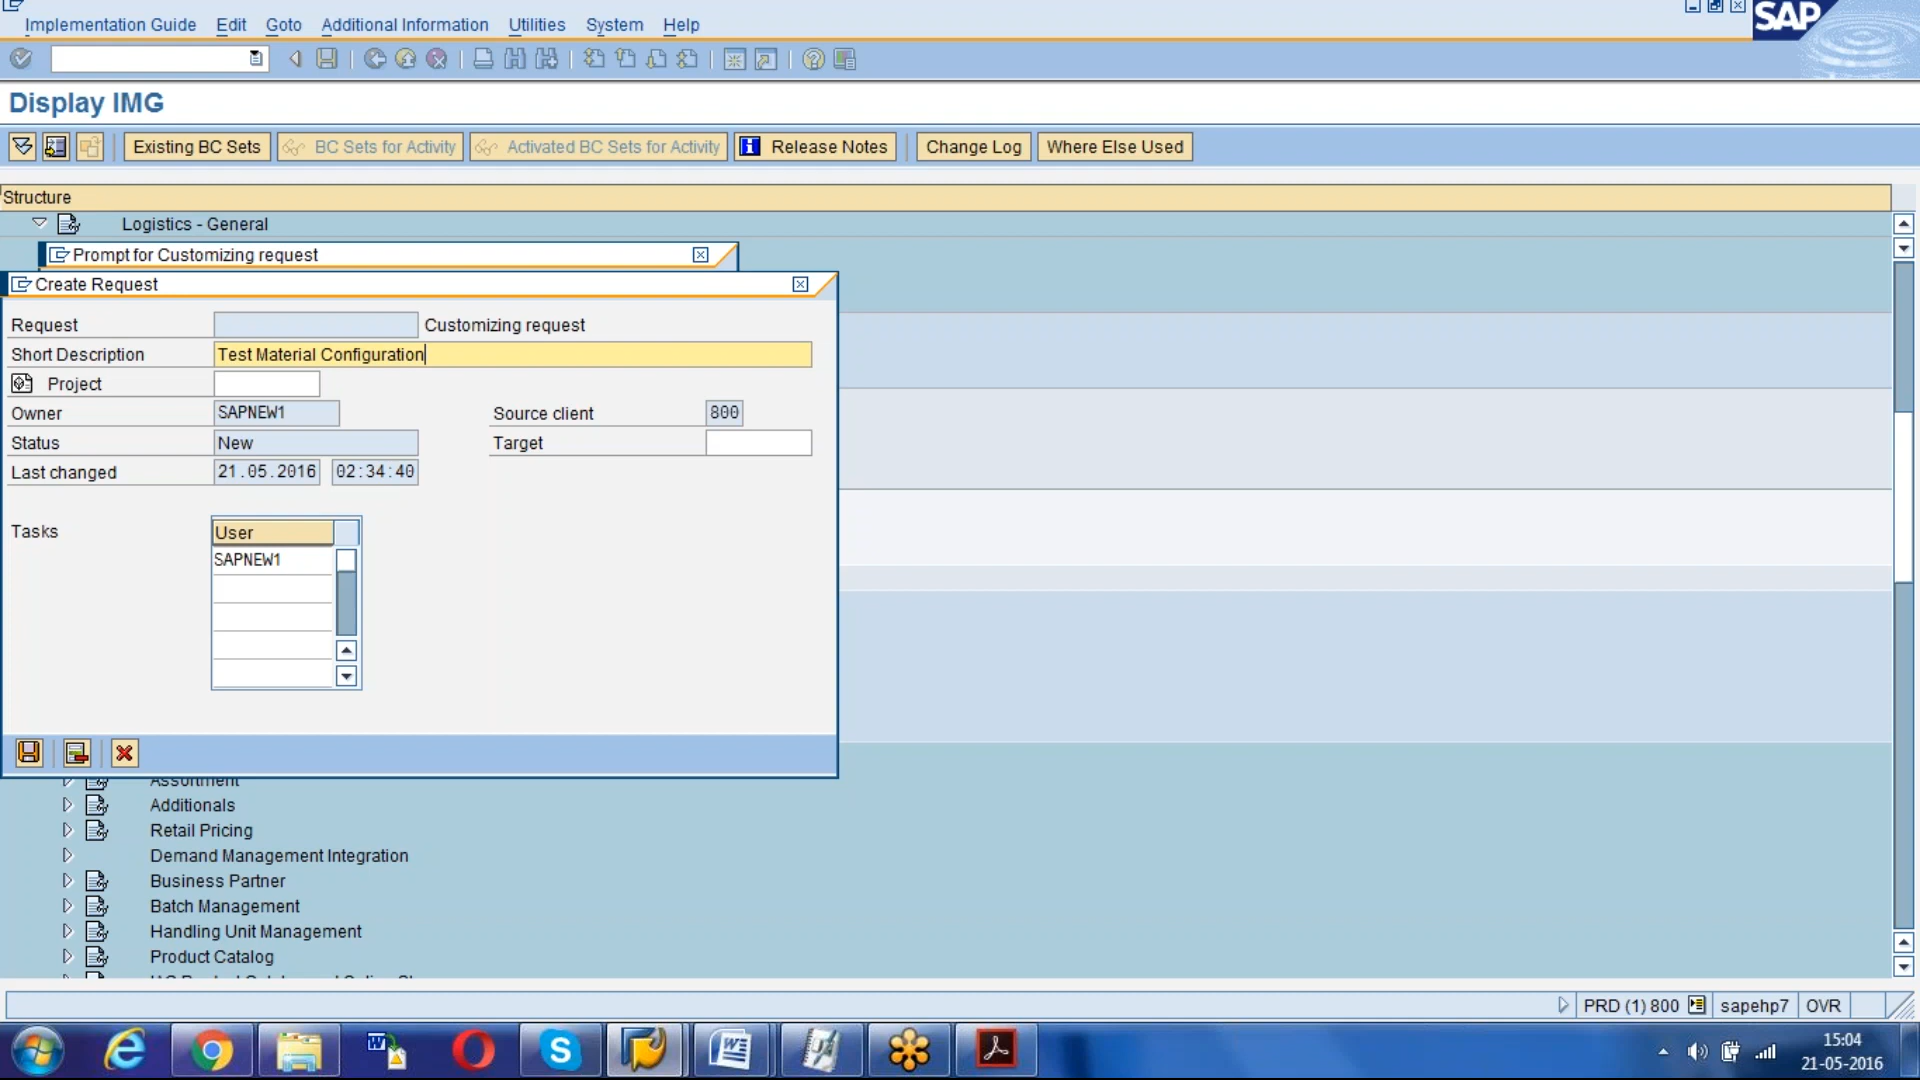 Implementation Guide Edit Goto Additional Information Utilities System Help
SAP
Display IMG
Existing BC Sets BC Sets for Activity Activated BC Sets for Activity Release Notes Change Log Where Else Used
Structure
Logistics - General
Prompt for Customizing request
Create Request
Request Customizing request
Short Description Test Material Configuration
Project
Owner SAPNEW1 Source client 800
Status New Target
Last changed 21.05.2016 02:34:40
Tasks User
SAPNEW1
Assortment
Additionals
Retail Pricing
Demand Management Integration
Business Partner
Batch Management
Handling Unit Management
Product Catalog
PRD (1) 800 sapehp7 OVR
15:04
21-05-2016